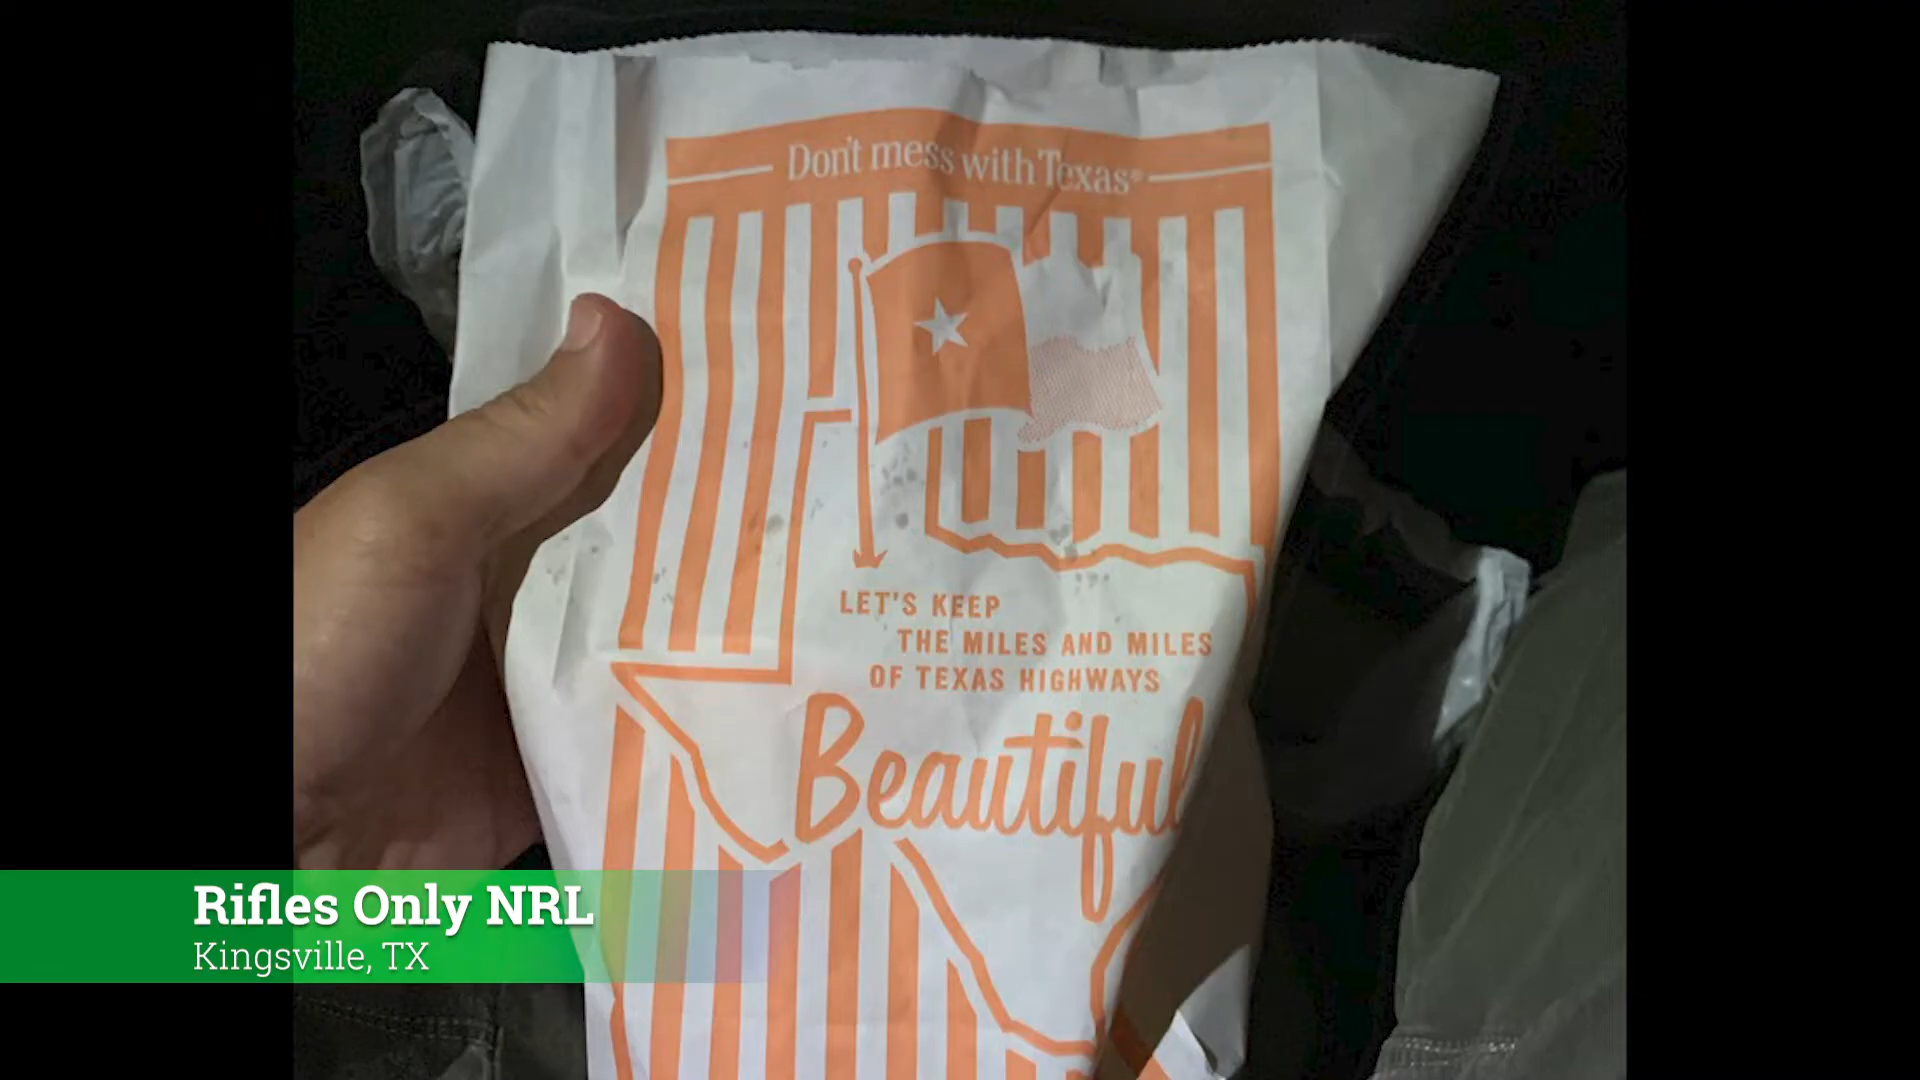 Don't mess with Texas®
LET'S KEEP
THE MILES AND MILES
OF TEXAS HIGHWAYS
Beautiful
Rifles Only NRL
Kingsville, TX